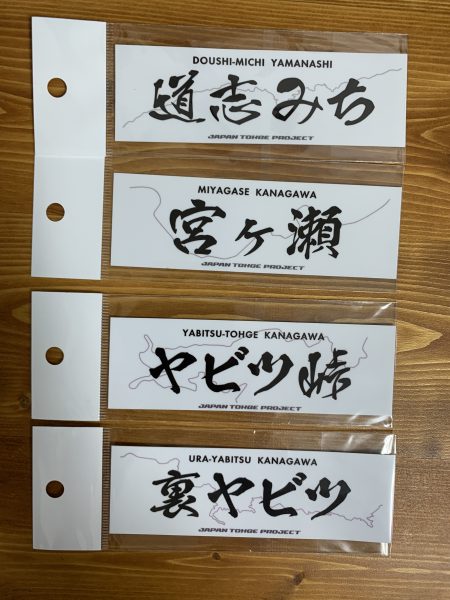 DOUSHI-MICHI YAMANASHI
道志みち
JAPAN TOHGE PROJECT
MIYAGASE KANAGAWA
宮ヶ瀬
JAPAN TOHGE PROJECT
YABITSU-TOHGE KANAGAWA
ヤビツ峠
JAPAN TOHGE PROJECT
URA-YABITSU KANAGAWA
裏ヤビツ
JAPAN TOHGE PROJECT